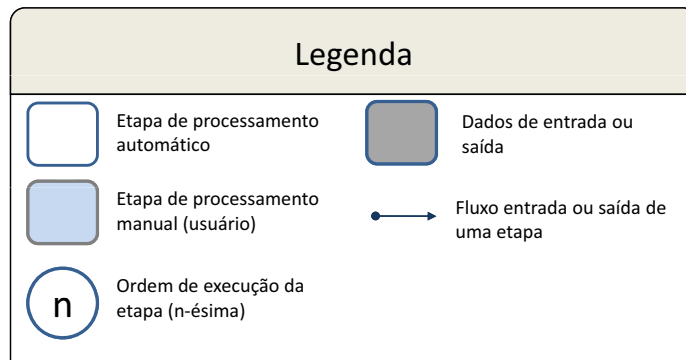 Legenda
Etapa de processamento
automático
Dados de entrada ou
saída
Etapa de processamento
manual (usuário)
Fluxo entrada ou saída de
uma etapa
n
Ordem de execução da
etapa (n-ésima)